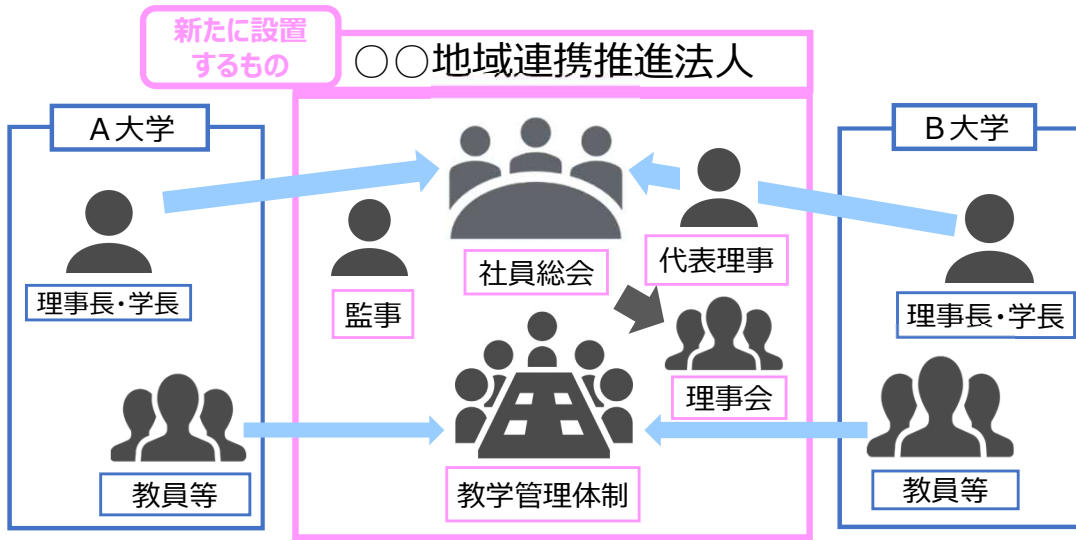 新たに設置
するもの
○○地域連携推進法人
A大学
B大学
理事長・学長
社員総会
代表理事
監事
理事長・学長
理事会
教員等
教学管理体制
教員等